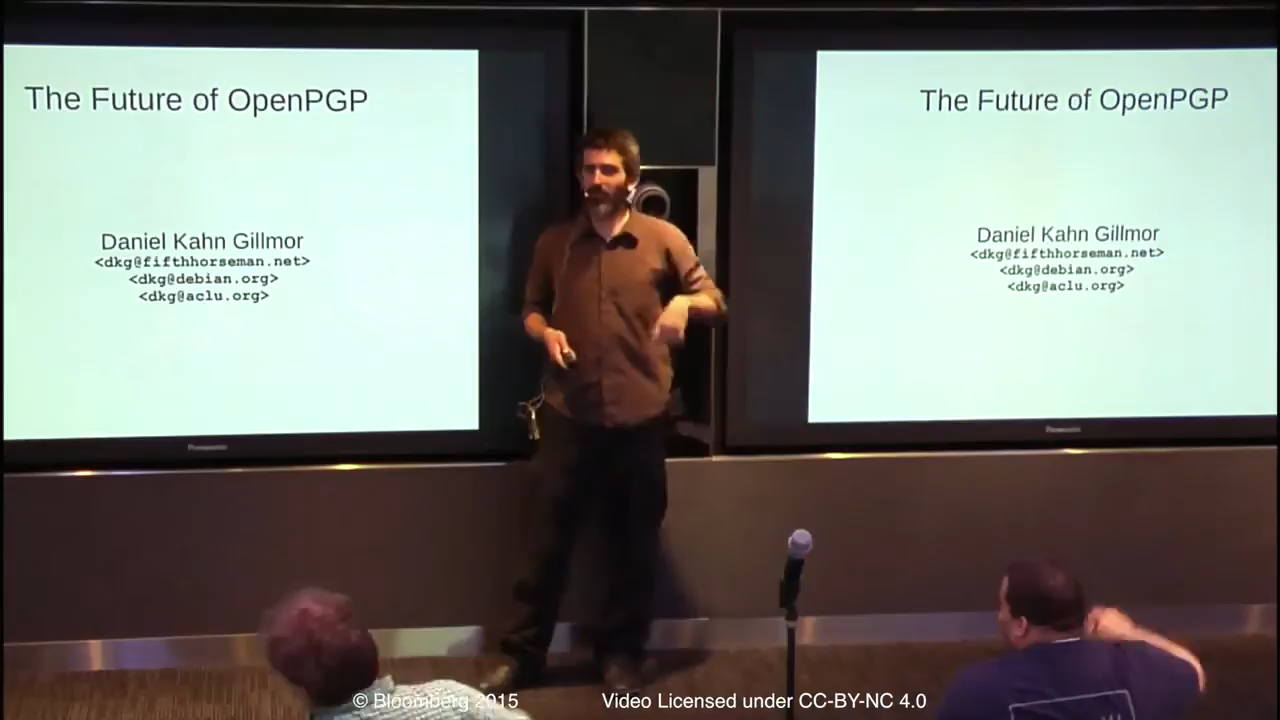 The Future of OpenPGP
Daniel Kahn Gillmor
<dkg@fifthhorseman.net>
<dkg@debian.org>
<dkg@aclu.org>
Panasonic
The Future of OpenPGP
Daniel Kahn Gillmor
<dkg@fifthhorseman.net>
<dkg@debian.org>
<dkg@aclu.org>
Panasonic
© Bloomberg 2015
Video Licensed under CC-BY-NC 4.0